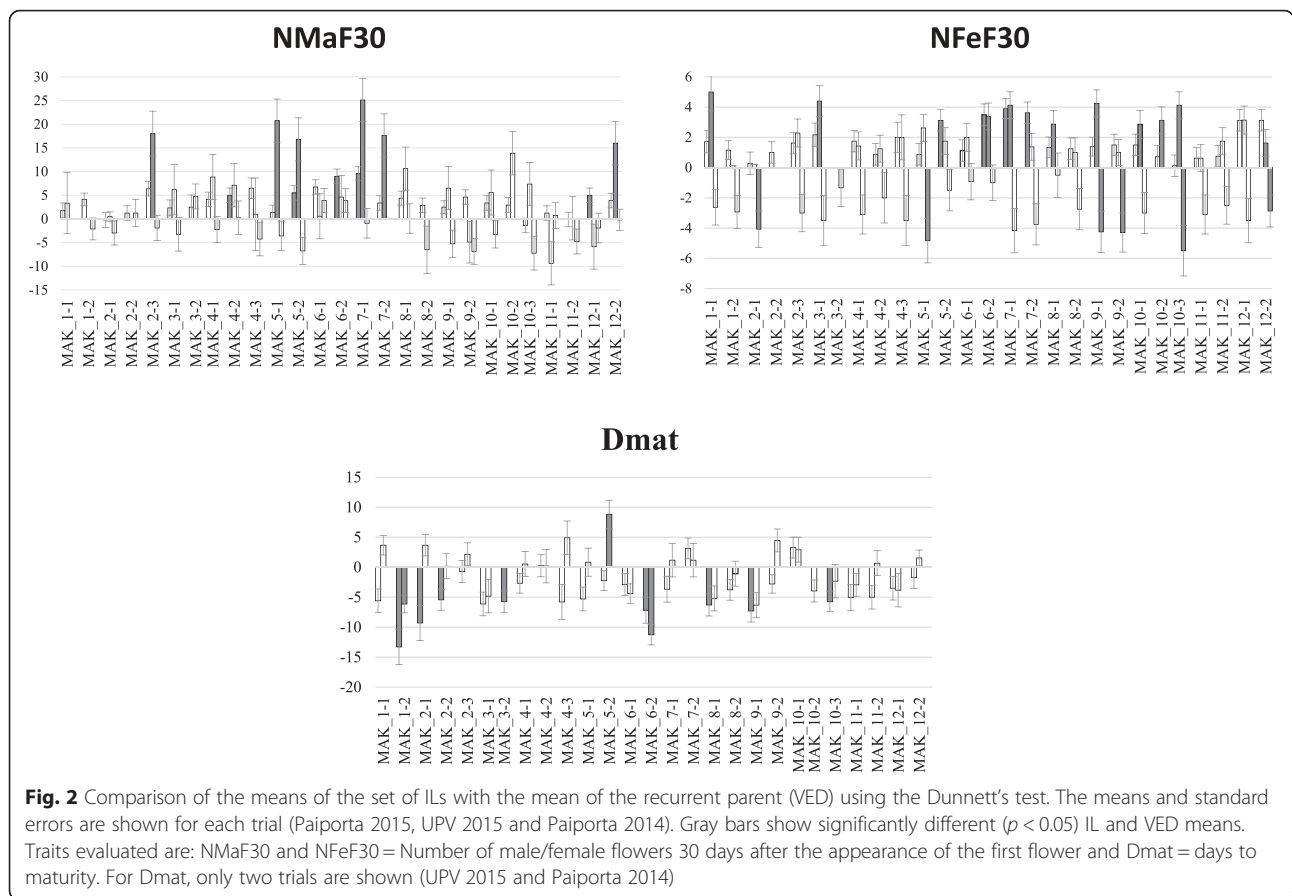 NMaF30
NFeF30
30
25
20
15
10
5
0
-5
-10
-15
MAK_1-1
MAK_1-2
MAK_2-1
MAK_2-2
MAK_2-3
MAK_3-1
MAK_3-2
MAK_4-1
MAK_4-2
MAK_4-3
MAK_5-1
MAK_5-2
MAK_6-1
MAK_6-2
MAK_7-1
MAK_7-2
MAK_8-1
MAK_8-2
MAK_9-1
MAK_9-2
MAK_10-1
MAK_10-2
MAK_10-3
MAK_11-1
MAK_11-2
MAK_12-1
MAK_12-2
6
4
2
0
-2
-4
-6
-8
MAK_1-1
MAK_1-2
MAK_2-1
MAK_2-2
MAK_2-3
MAK_3-1
MAK_3-2
MAK_4-1
MAK_4-2
MAK_4-3
MAK_5-1
MAK_5-2
MAK_6-1
MAK_6-2
MAK_7-1
MAK_7-2
MAK_8-1
MAK_8-2
MAK_9-1
MAK_9-2
MAK_10-1
MAK_10-2
MAK_10-3
MAK_11-1
MAK_11-2
MAK_12-1
MAK_12-2
Dmat
15
10
5
0
-5
-10
-15
-20
MAK_1-1
MAK_1-2
MAK_2-1
MAK_2-2
MAK_2-3
MAK_3-1
MAK_3-2
MAK_4-1
MAK_4-2
MAK_4-3
MAK_5-1
MAK_5-2
MAK_6-1
MAK_6-2
MAK_7-1
MAK_7-2
MAK_8-1
MAK_8-2
MAK_9-1
MAK_9-2
MAK_10-1
MAK_10-2
MAK_10-3
MAK_11-1
MAK_11-2
MAK_12-1
MAK_12-2
Fig. 2 Comparison of the means of the set of ILs with the mean of the recurrent parent (VED) using the Dunnett's test. The means and standard
errors are shown for each trial (Paiporta 2015, UPV 2015 and Paiporta 2014). Gray bars show significantly different (p < 0.05) IL and VED means.
Traits evaluated are: NMaF30 and NFeF30 = Number of male/female flowers 30 days after the appearance of the first flower and Dmat = days to
maturity. For Dmat, only two trials are shown (UPV 2015 and Paiporta 2014)